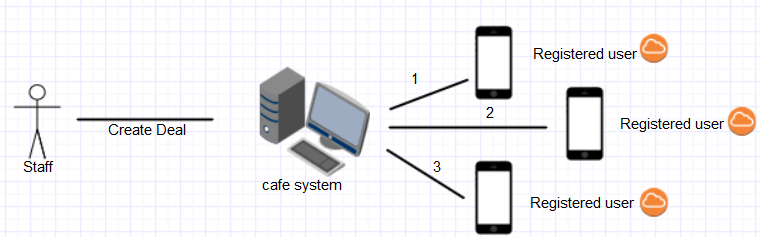 Registered user
1
2
Registered user
Create Deal
Staff
3
cafe system
Registered user